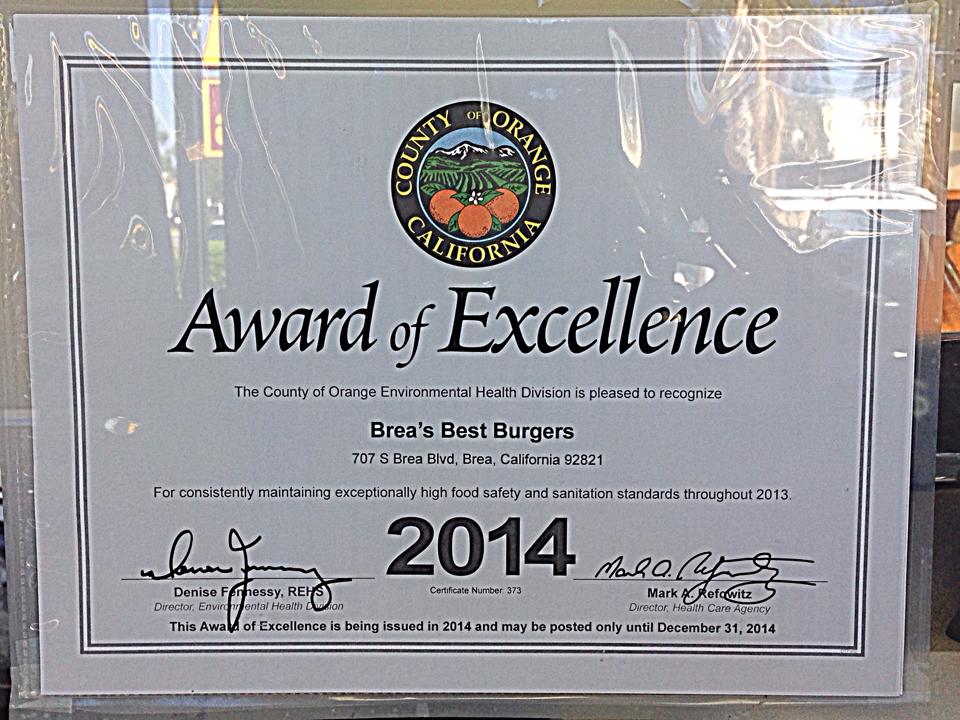 COUNTY OF ORANGE
CALIFORNIA
Award of Excellence
The County of Orange Environmental Health Division is pleased to recognize
Brea's Best Burgers
707 S Brea Blvd, Brea, California 92821
For consistently maintaining exceptionally high food safety and sanitation standards throughout 2013.
2014
Denise Fennessy, REHS
Director, Environmental Health Division
Certificate Number: 373
Mark A. Refowitz
Director, Health Care Agency
This Award of Excellence is being issued in 2014 and may be posted only until December 31, 2014